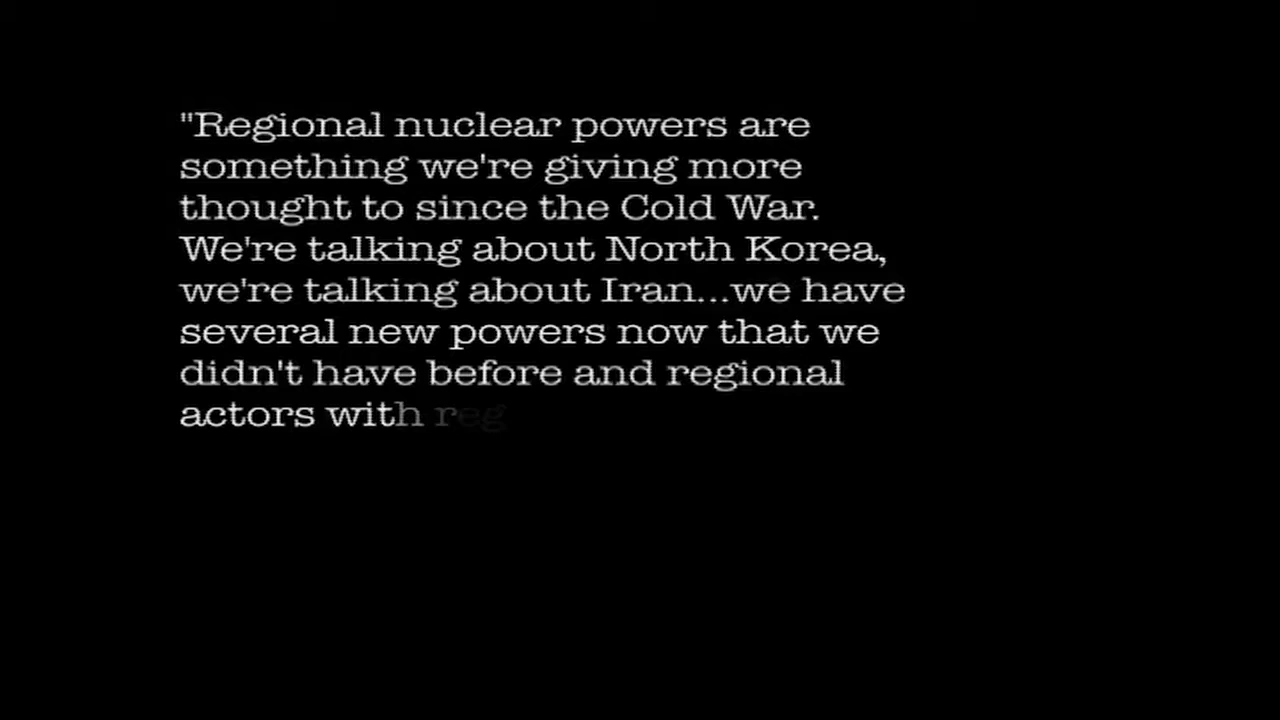 "Regional nuclear powers are
something we're giving more
thought to since the Cold War.
We're talking about North Korea,
we're talking about Iran...we have
several new powers now that we
didn't have before and regional
actors with reg